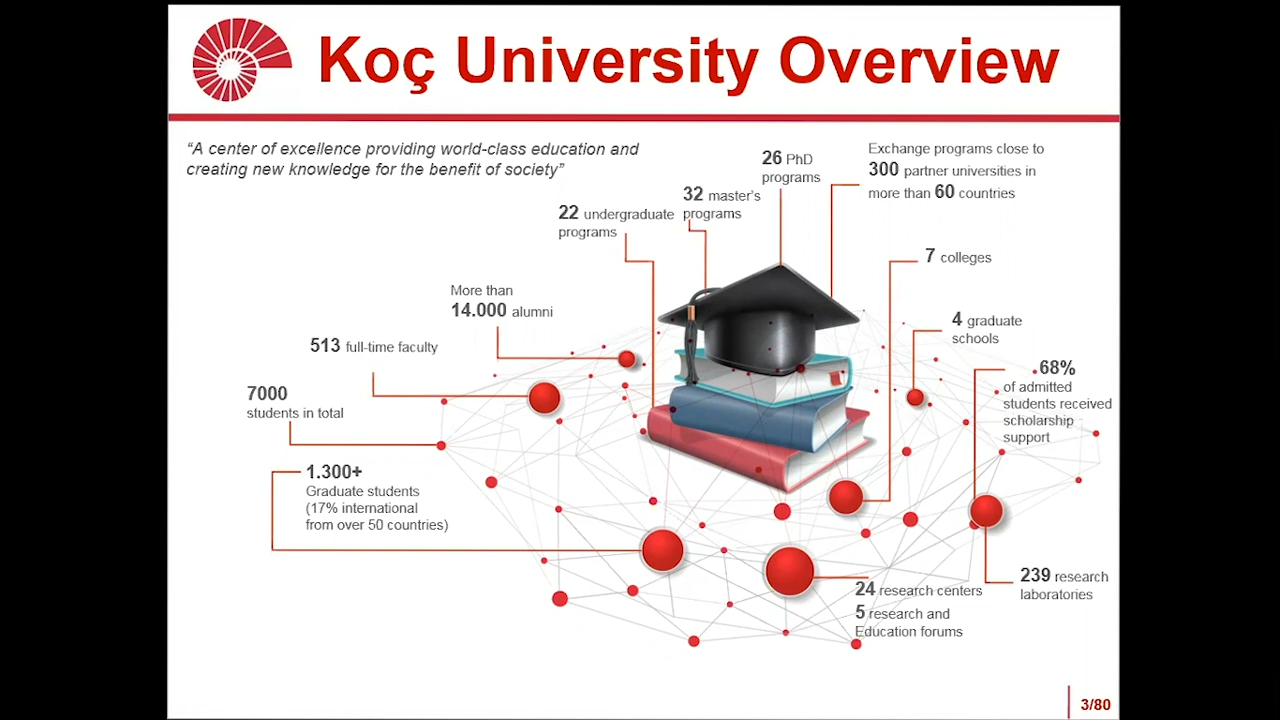 Koç University Overview
“A center of excellence providing world-class education and
creating new knowledge for the benefit of society”
26 PhD
programs
Exchange programs close to
300 partner universities in
more than 60 countries
32 master’s
programs
22 undergraduate
programs
7 colleges
More than
14.000 alumni
4 graduate
schools
513 full-time faculty
68%
of admitted
students received
scholarship
support
7000
students in total
1.300+
Graduate students
(17% international
from over 50 countries)
239 research
laboratories
24 research centers
5 research and
Education forums
3/80